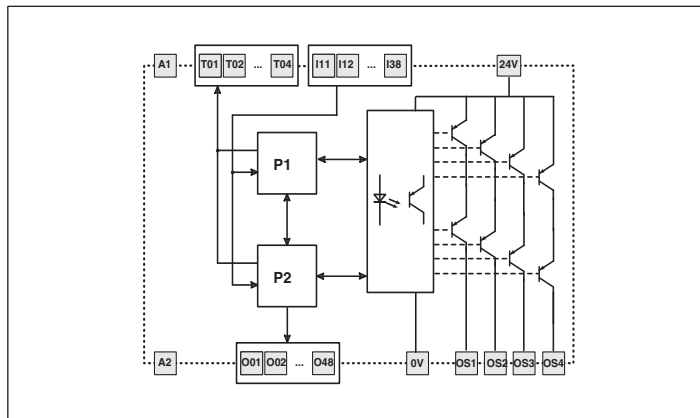 A1 T01 T02 ... T04 I11 I12 ... I38 24V
P1
P2
A2 O01 O02 ... O48 0V OS1 OS2 OS3 OS4